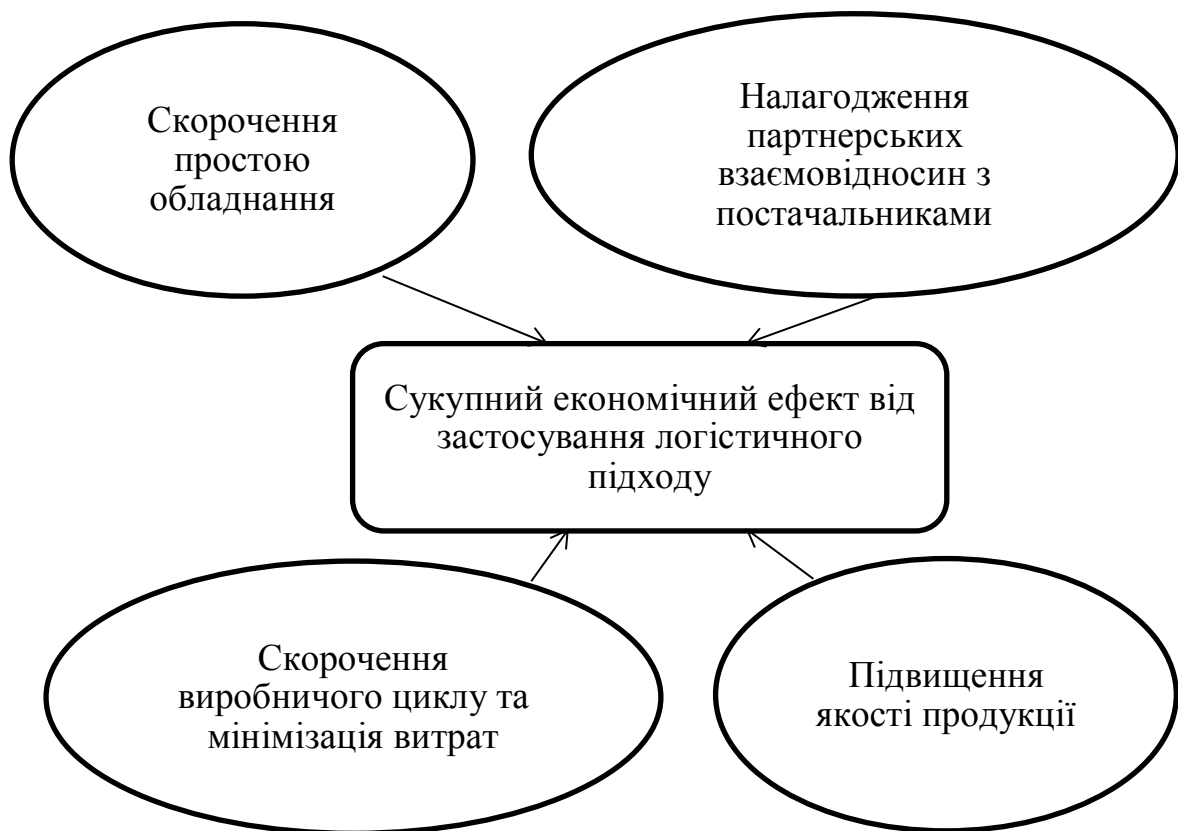 Скорочення
простою
обладнання
Налагодження
партнерських
взаємовідносин з
постачальниками
Сукупний економічний ефект від
застосування логістичного
підходу
Скорочення
виробничого циклу та
мінімізація витрат
Підвищення
якості продукції